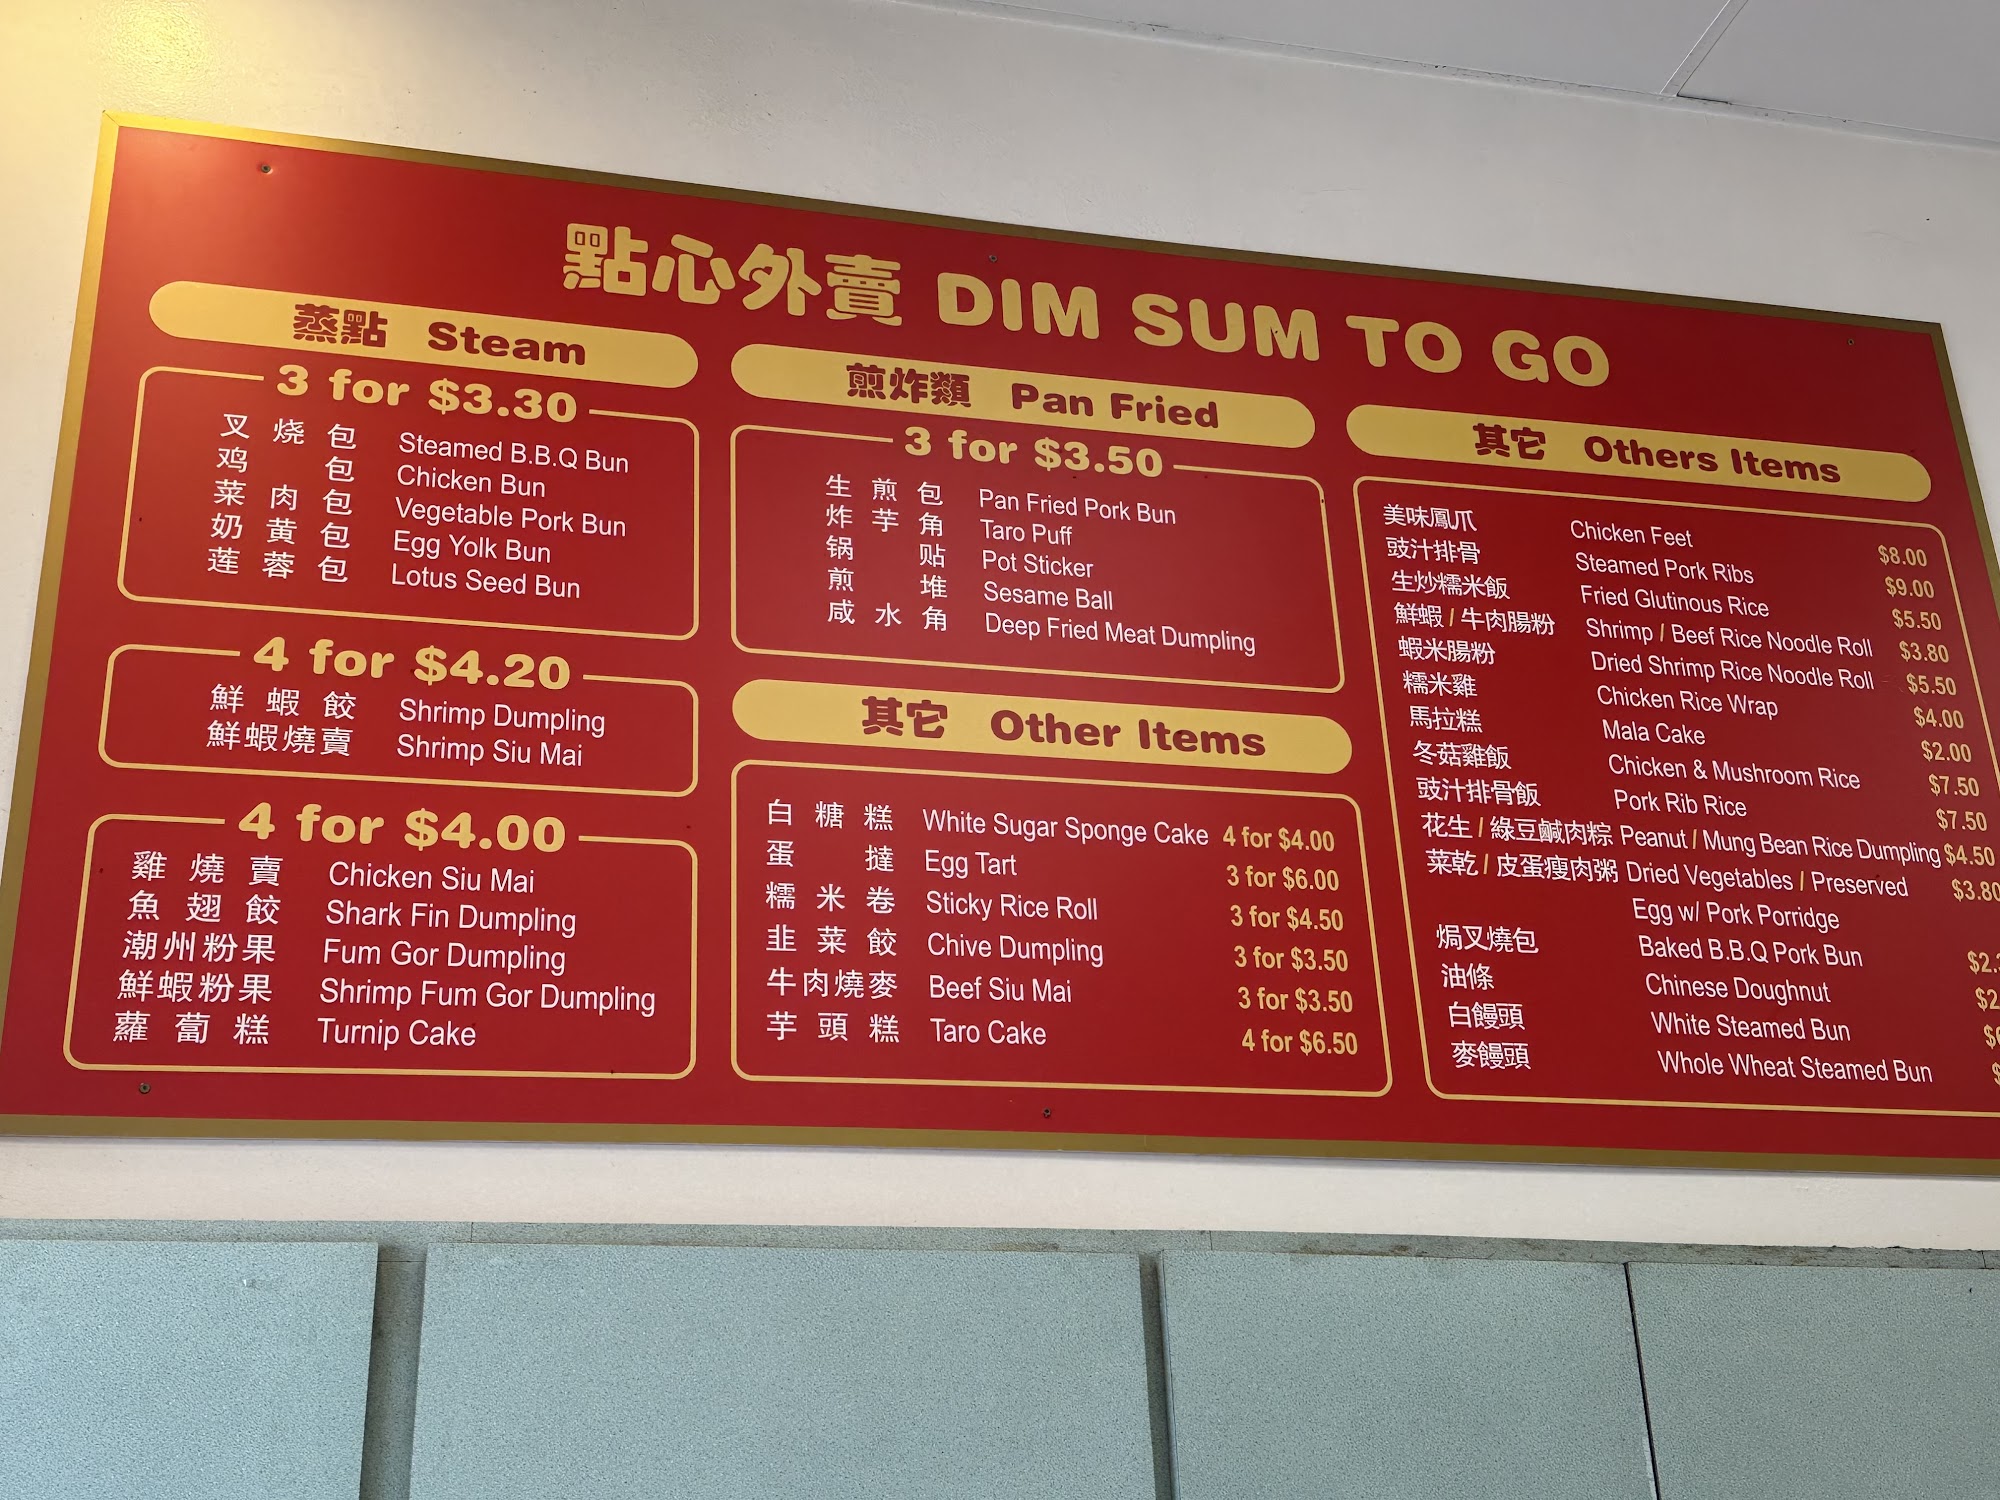 點心外賣 DIM SUM TO GO
蒸點 Steam
3 for $3.30
叉烧包 Steamed B.B.Q Bun
鸡包 Chicken Bun
菜肉包 Vegetable Pork Bun
奶黄包 Egg Yolk Bun
莲蓉包 Lotus Seed Bun
4 for $4.20
鮮蝦餃 Shrimp Dumpling
鮮蝦燒賣 Shrimp Siu Mai
4 for $4.00
雞燒賣 Chicken Siu Mai
魚翅餃 Shark Fin Dumpling
潮州粉果 Fum Gor Dumpling
鮮蝦粉果 Shrimp Fum Gor Dumpling
蘿蔔糕 Turnip Cake
煎炸類 Pan Fried
3 for $3.50
生煎包 Pan Fried Pork Bun
炸芋角 Taro Puff
锅贴 Pot Sticker
煎堆 Sesame Ball
咸水角 Deep Fried Meat Dumpling
其它 Other Items
白糖糕 White Sugar Sponge Cake 4 for $4.00
蛋撻 Egg Tart 3 for $6.00
糯米卷 Sticky Rice Roll 3 for $4.50
韭菜餃 Chive Dumpling 3 for $3.50
牛肉燒麥 Beef Siu Mai 3 for $3.50
芋頭糕 Taro Cake 4 for $6.50
其它 Others Items
美味鳳爪 Chicken Feet $8.00
豉汁排骨 Steamed Pork Ribs $9.00
生炒糯米飯 Fried Glutinous Rice $5.50
鮮蝦 / 牛肉腸粉 Shrimp / Beef Rice Noodle Roll $3.80
蝦米腸粉 Dried Shrimp Rice Noodle Roll $5.50
糯米雞 Chicken Rice Wrap $4.00
馬拉糕 Mala Cake $2.00
冬菇雞飯 Chicken & Mushroom Rice $7.50
豉汁排骨飯 Pork Rib Rice $7.50
花生 / 綠豆鹹肉粽 Peanut / Mung Bean Rice Dumpling $4.50
菜乾 / 皮蛋瘦肉粥 Dried Vegetables / Preserved $3.80
Egg w/ Pork Porridge
焗叉燒包 Baked B.B.Q Pork Bun $2.
油條 Chinese Doughnut $2
白饅頭 White Steamed Bun $
麥饅頭 Whole Wheat Steamed Bun